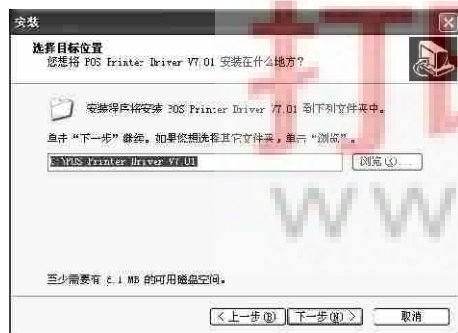 安装
选择目标位置
您想将 POS Printer Driver V7.01 安装在什么地方？
安装程序将安装 POS Printer Driver V7.01 到下列文件夹中。
单击“下一步”继续。如果您想选择其它文件夹，单击“浏览”。
:\POS Printer Driver V7.01
浏览(R)...
至少需要有 6.1 MB 的可用磁盘空间。
<上一步(B)
下一步(N)>
取消
打
WW